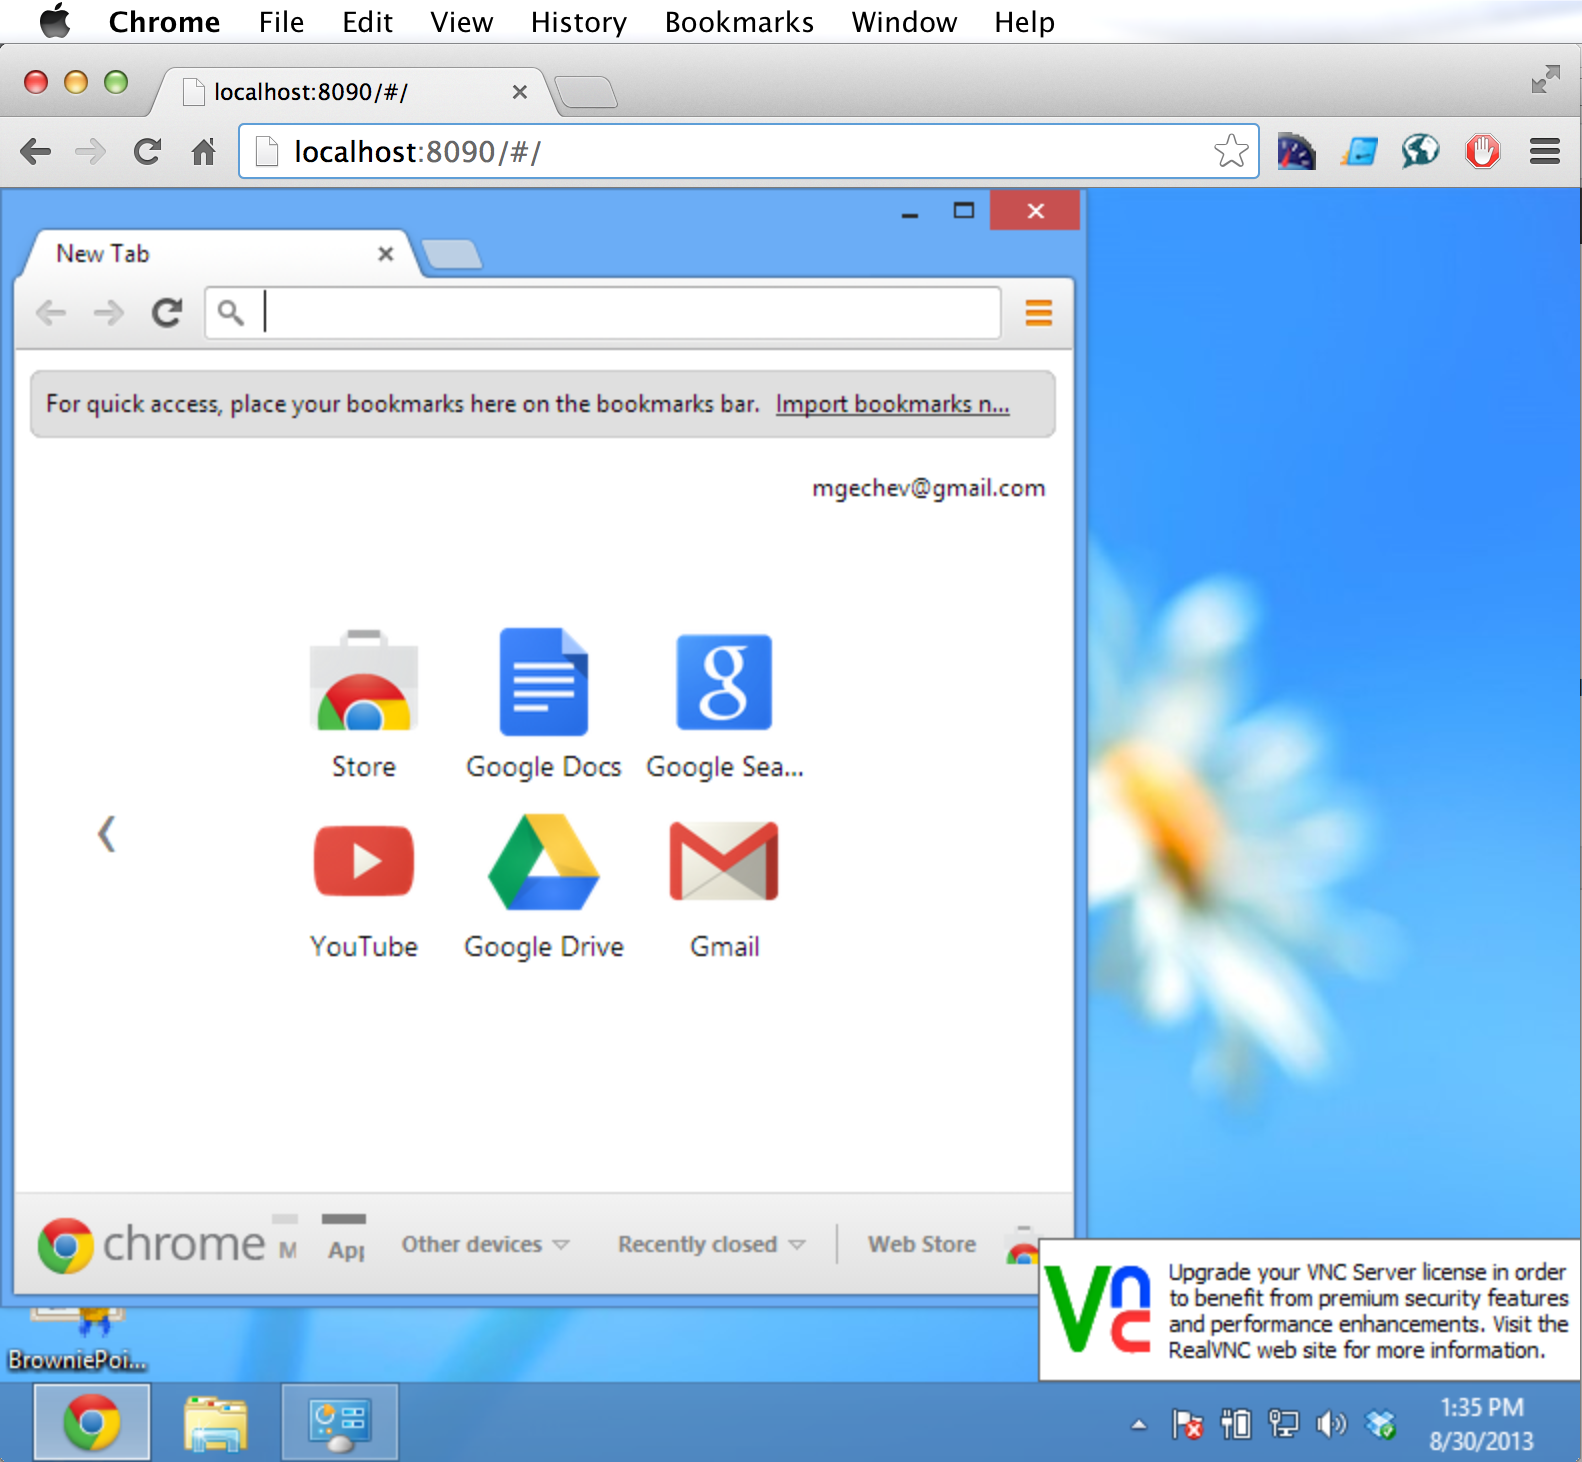 Chrome File Edit View History Bookmarks Window Help
localhost:8090/#/
localhost:8090/#/
New Tab
For quick access, place your bookmarks here on the bookmarks bar. Import bookmarks n...
mgechev@gmail.com
Store Google Docs Google Sea...
YouTube Google Drive Gmail
chrome M App Other devices Recently closed Web Store
Vnc
Upgrade your VNC Server license in order
to benefit from premium security features
and performance enhancements. Visit the
RealVNC web site for more information.
BrowniePoi...
1:35 PM
8/30/2013